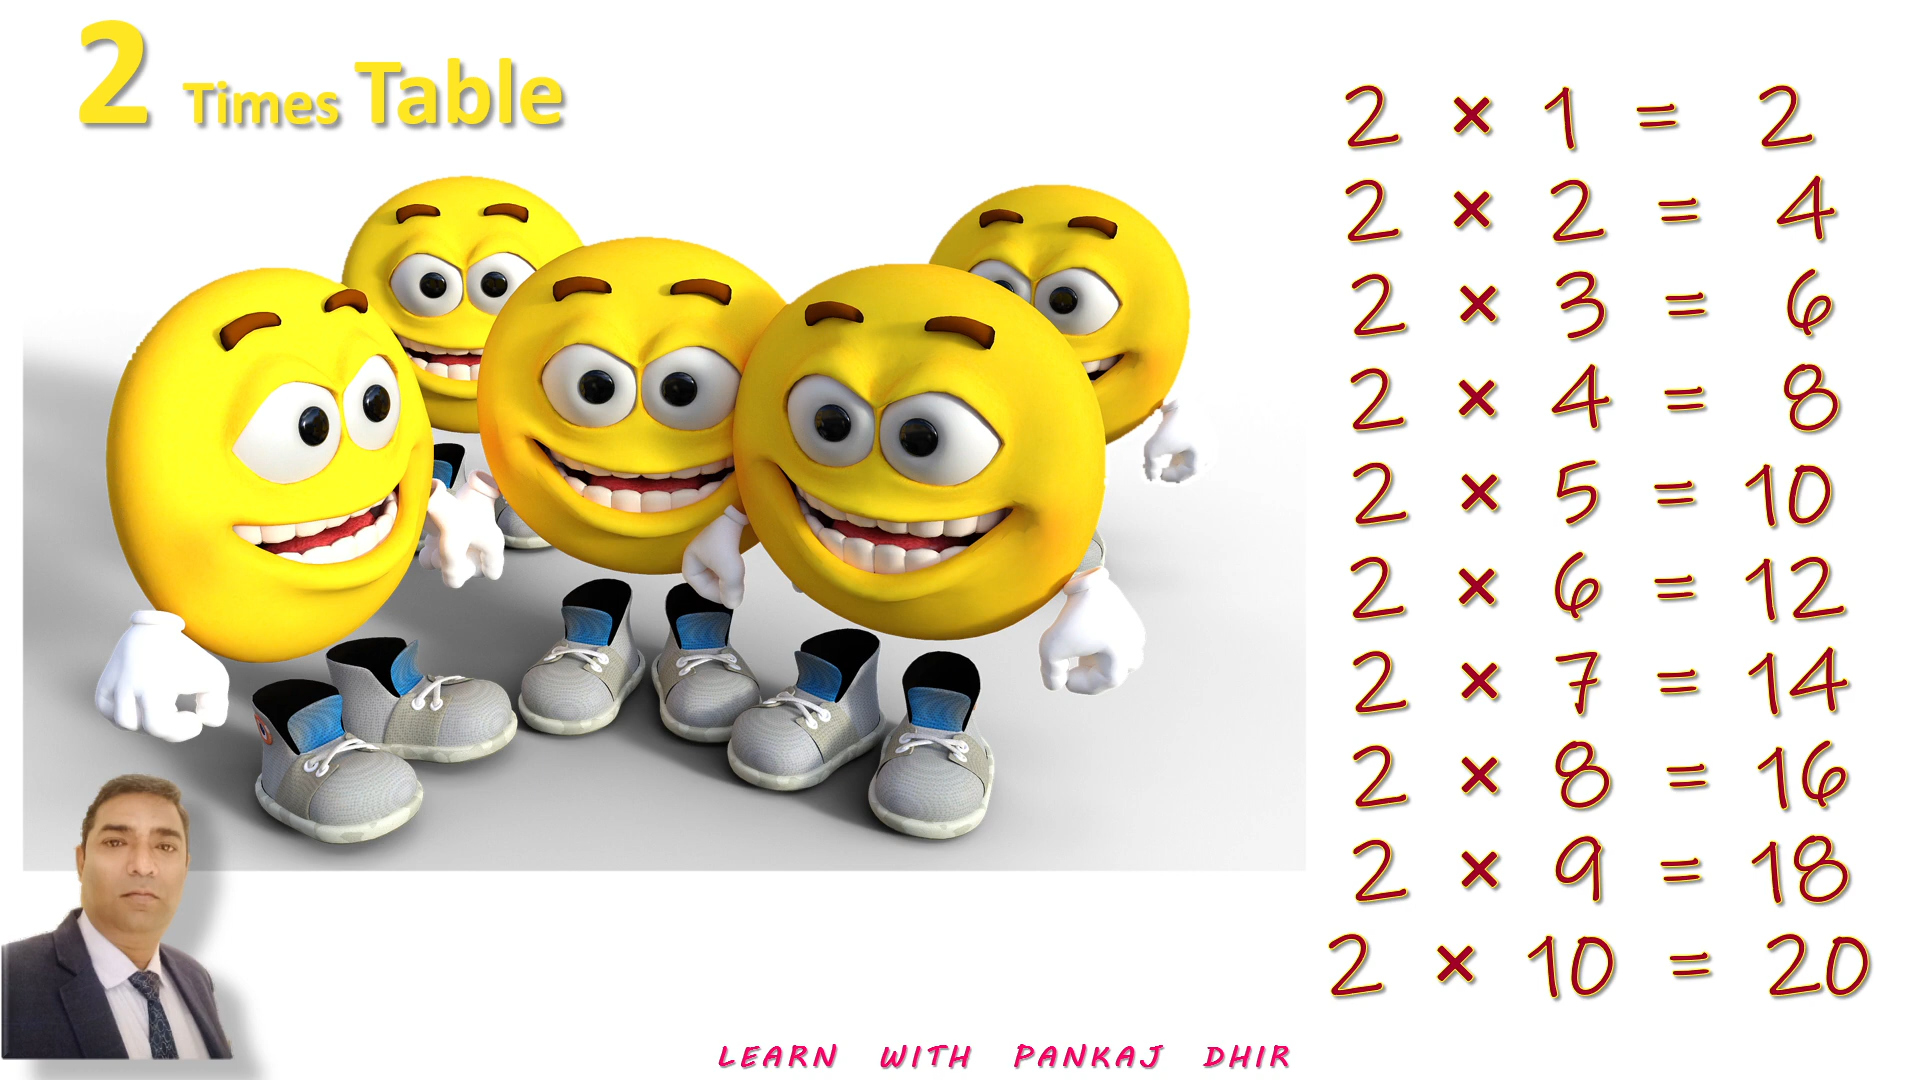 2 Times Table
2 × 1 = 2
2 × 2 = 4
2 × 3 = 6
2 × 4 = 8
2 × 5 = 10
2 × 6 = 12
2 × 7 = 14
2 × 8 = 16
2 × 9 = 18
2 × 10 = 20
LEARN WITH PANKAJ DHIR